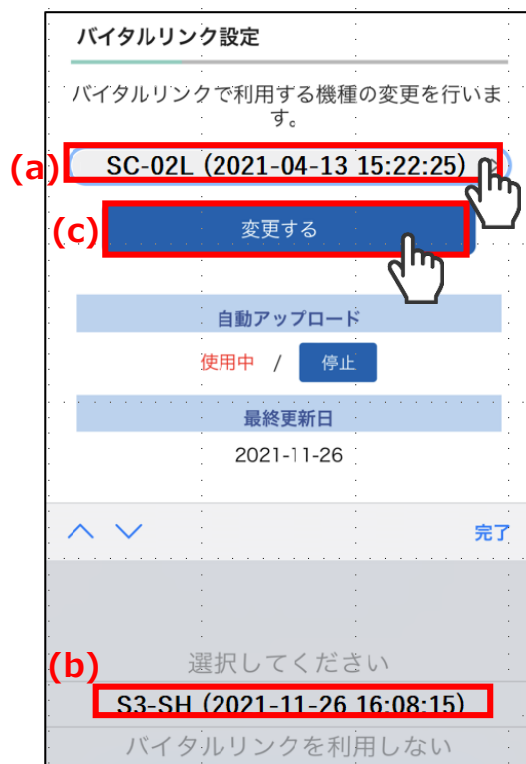 バイタルリンク設定
バイタルリンクで利用する機種の変更を行いま
す。
(a)
SC-02L (2021-04-13 15:22:25)
(c)
変更する
自動アップロード
使用中 / 停止
最終更新日
2021-11-26
完了
(b)
選択してください
S3-SH (2021-11-26 16:08:15)
バイタルリンクを利用しない